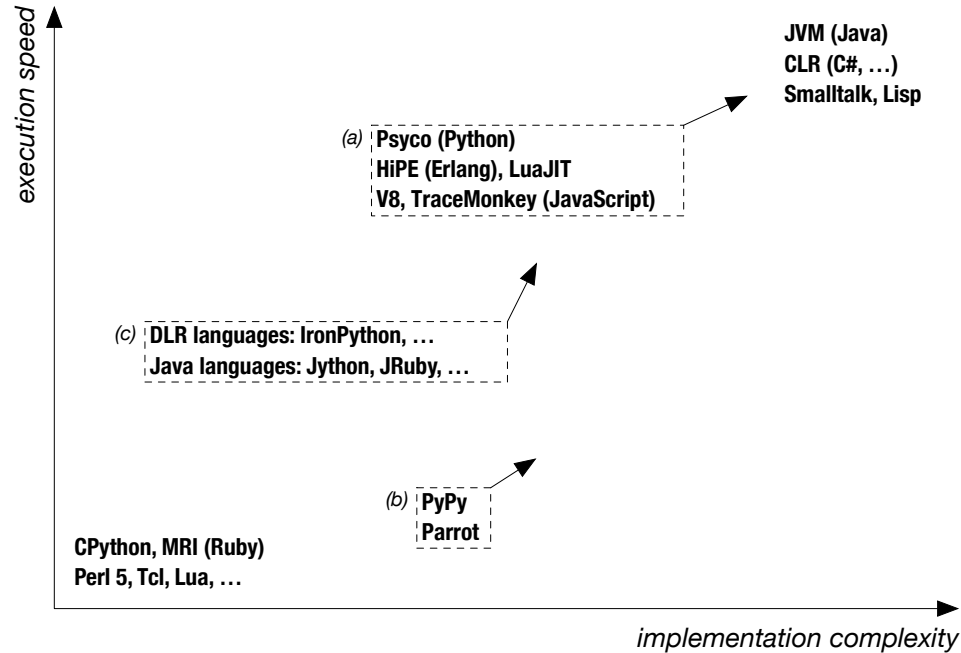 execution speed
JVM (Java)
CLR (C#, …)
Smalltalk, Lisp
(a)
Psyco (Python)
HiPE (Erlang), LuaJIT
V8, TraceMonkey (JavaScript)
(c)
DLR languages: IronPython, …
Java languages: Jython, JRuby, …
(b)
PyPy
Parrot
CPython, MRI (Ruby)
Perl 5, Tcl, Lua, …
implementation complexity